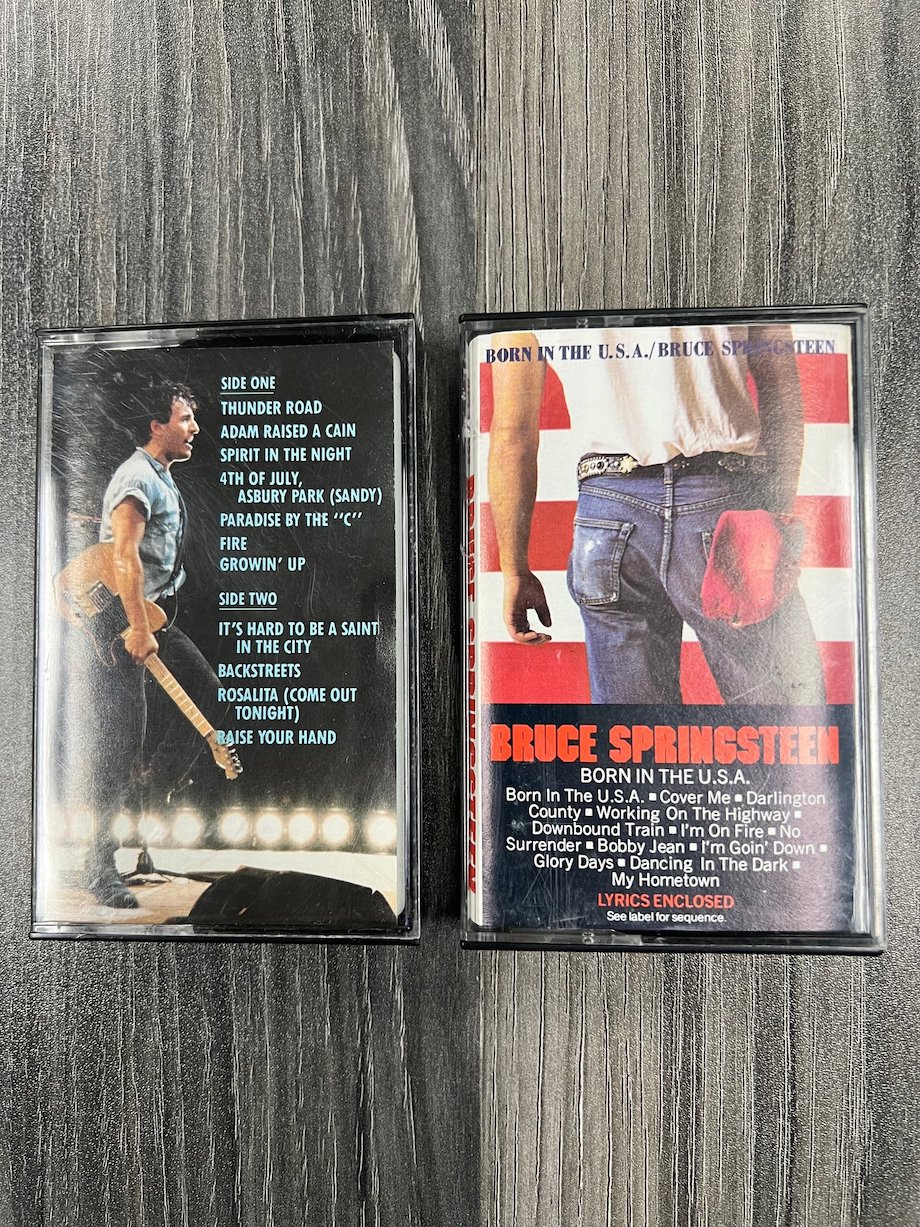 SIDE ONE
THUNDER ROAD
ADAM RAISED A CAIN
SPIRIT IN THE NIGHT
4TH OF JULY,
ASBURY PARK (SANDY)
PARADISE BY THE "C"
FIRE
GROWIN' UP
SIDE TWO
IT'S HARD TO BE A SAINT
IN THE CITY
BACKSTREETS
ROSALITA (COME OUT
TONIGHT)
RAISE YOUR HAND
BORN IN THE U.S.A./BRUCE SPRINGSTEEN
BRUCE SPRINGSTEEN
BRUCE SPRINGSTEEN
BORN IN THE U.S.A.
Born In The U.S.A. ▪ Cover Me ▪ Darlington
County ▪ Working On The Highway ▪
Downbound Train ▪ I'm On Fire ▪ No
Surrender ▪ Bobby Jean ▪ I'm Goin' Down ▪
Glory Days ▪ Dancing In The Dark ▪
My Hometown
LYRICS ENCLOSED
See label for sequence.